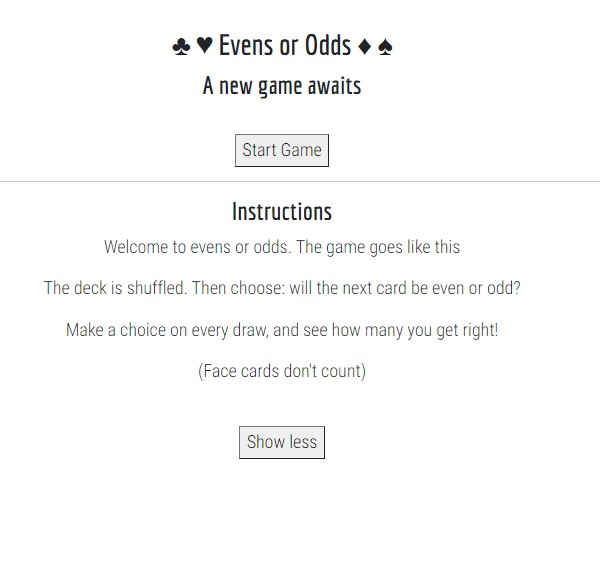 ♣ ♥ Evens or Odds ♦ ♠
A new game awaits
Start Game
Instructions
Welcome to evens or odds. The game goes like this
The deck is shuffled. Then choose: will the next card be even or odd?
Make a choice on every draw, and see how many you get right!
(Face cards don't count)
Show less